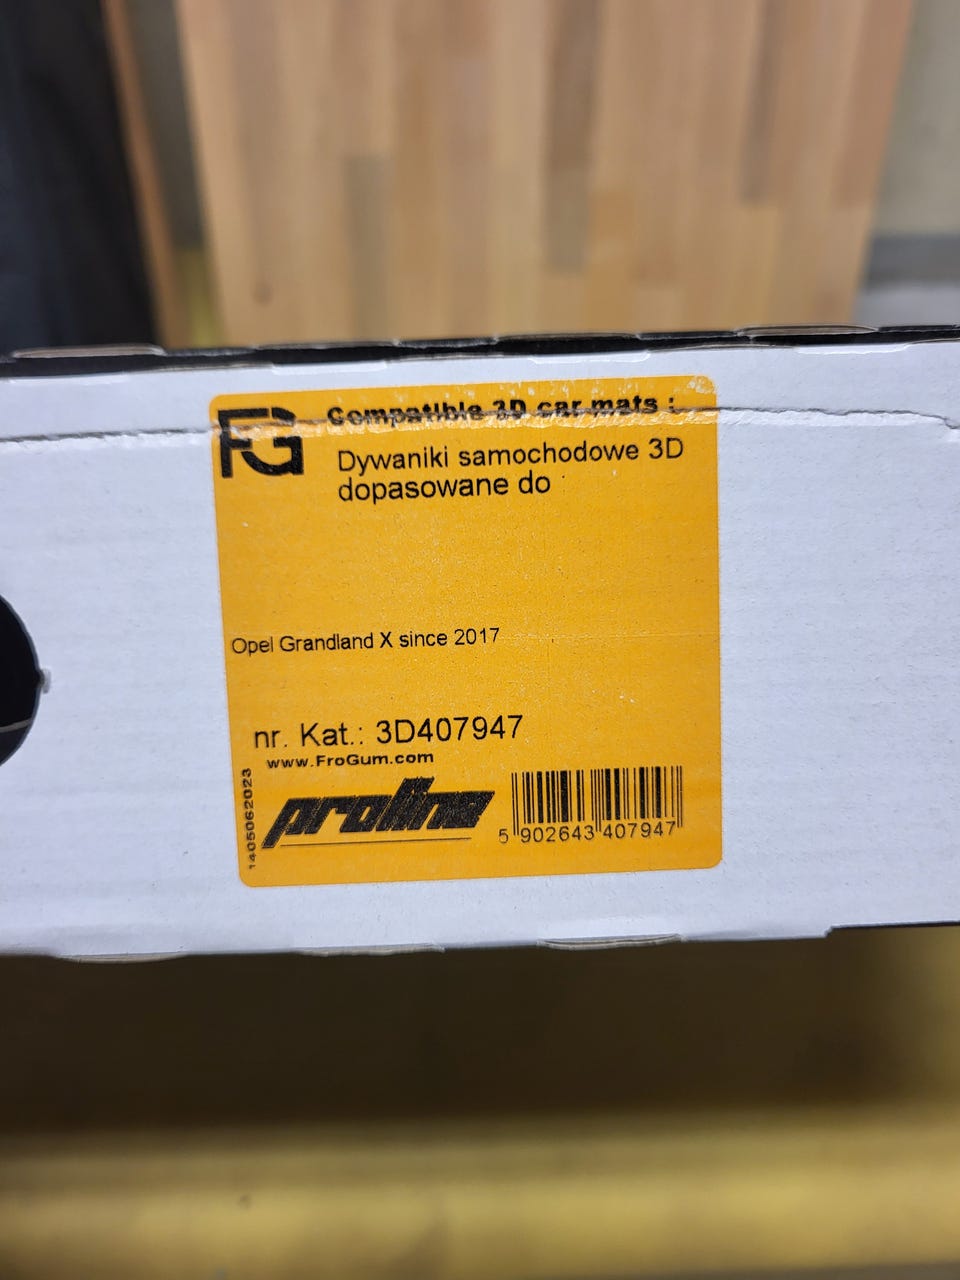 FG
Compatible 3D car mats :
Dywaniki samochodowe 3D
dopasowane do
Opel Grandland X since 2017
nr. Kat.: 3D407947
www.FroGum.com
1405062023
proline
5 902643 407947